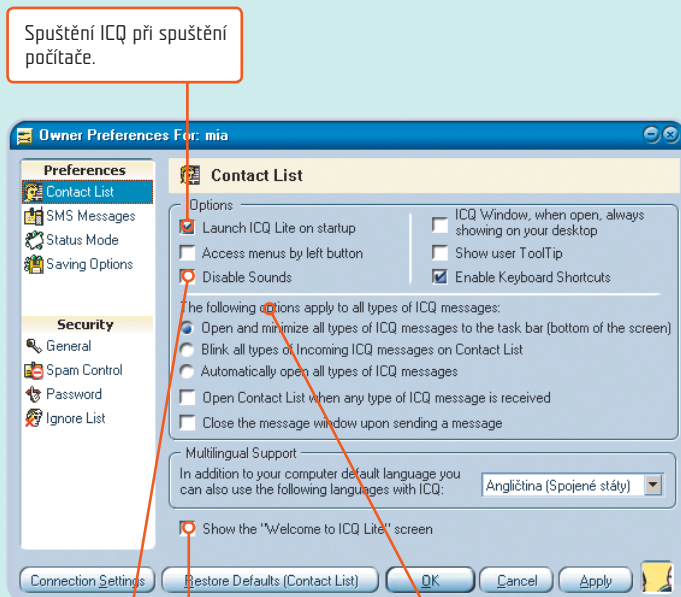 Spuštění ICQ při spuštění
počítače.
Owner Preferences For: mia
Preferences
Contact List
SMS Messages
Status Mode
Saving Options
Security
General
Spam Control
Password
Ignore List
Contact List
Options
Launch ICQ Lite on startup
Access menus by left button
Disable Sounds
ICQ Window, when open, always
showing on your desktop
Show user ToolTip
Enable Keyboard Shortcuts
The following options apply to all types of ICQ messages:
Open and minimize all types of ICQ messages to the task bar (bottom of the screen)
Blink all types of Incoming ICQ messages on Contact List
Automatically open all types of ICQ messages
Open Contact List when any type of ICQ message is received
Close the message window upon sending a message
Multilingual Support
In addition to your computer default language you
can also use the following languages with ICQ:
Angličtina (Spojené státy)
Show the "Welcome to ICQ Lite" screen
Connection Settings
Restore Defaults (Contact List)
OK
Cancel
Apply